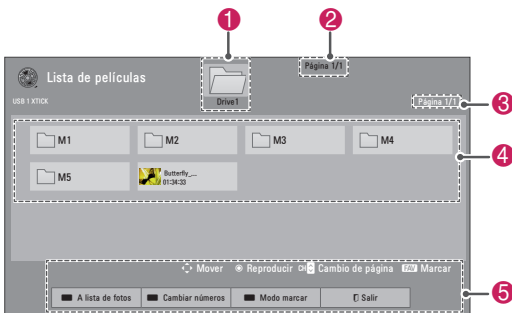 1
2
Página 1/1
Lista de películas
USB 1 XTICK
Drive1
Página 1/1
3
M1
M2
M3
M4
4
M5
Butterfly_...
01:34:33
Mover
Reproducir
CH
Cambio de página
FAV
Marcar
A lista de fotos
Cambiar números
Modo marcar
Salir
5